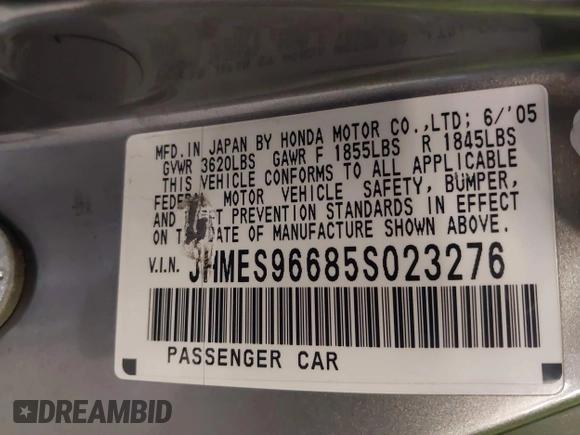 MFD. IN JAPAN BY HONDA MOTOR CO.,LTD; 6/'05
GVWR 3620LBS GAWR F 1855LBS R 1845LBS
THIS VEHICLE CONFORMS TO ALL APPLICABLE
MOTOR VEHICLE SAFETY, BUMPER,
AND PREVENTION STANDARDS IN EFFECT
ON DATE OF MANUFACTURE SHOWN ABOVE.
V.I.N. JHMES96685S023276
PASSENGER CAR
DREAMBID